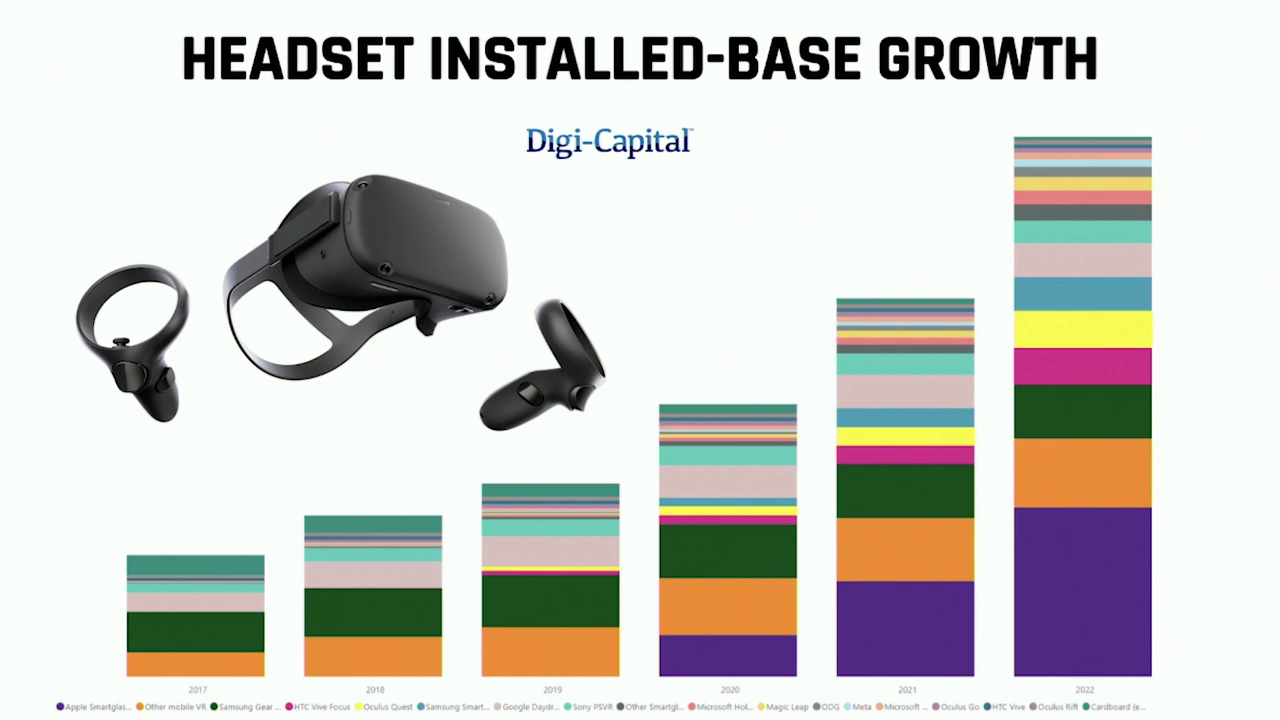 HEADSET INSTALLED-BASE GROWTH
Digi-Capital™
2017 2018 2019 2020 2021 2022
Apple Smartglas... Other mobile VR Samsung Gear ... HTC Vive Focus Oculus Quest Samsung Smart... Google Daydr... Sony PSVR Other Smartgl... Microsoft Hol... Magic Leap ODG Meta Microsoft ... Oculus Go HTC Vive Oculus Rift Cardboard (e...